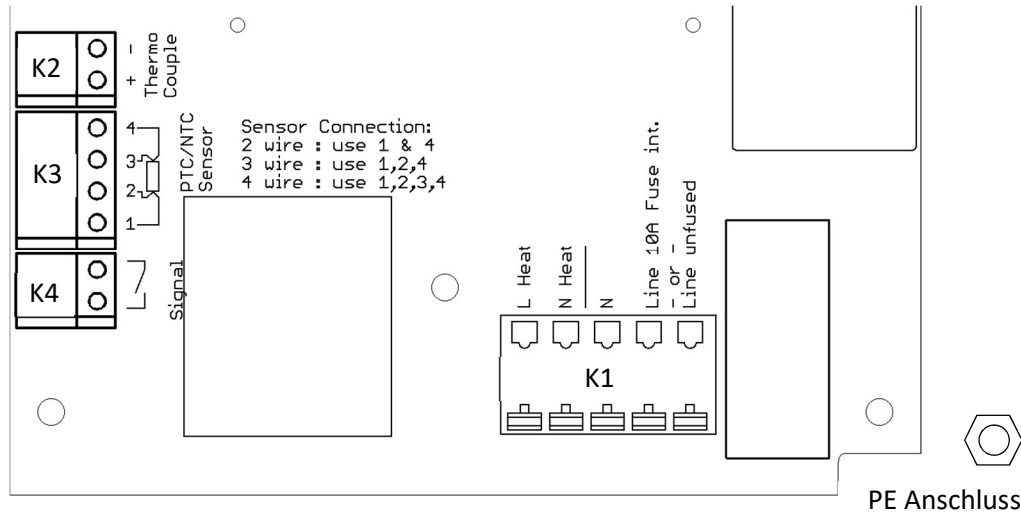 K2
-
+
Thermo
Couple
K3
4
3
2
1
PTC/NTC
Sensor
Sensor Connection:
2 wire : use 1 & 4
3 wire : use 1,2,4
4 wire : use 1,2,3,4
K4
Signal
L Heat
N Heat
N
Line 10A Fuse int.
- or -
Line unfused
K1
PE Anschluss